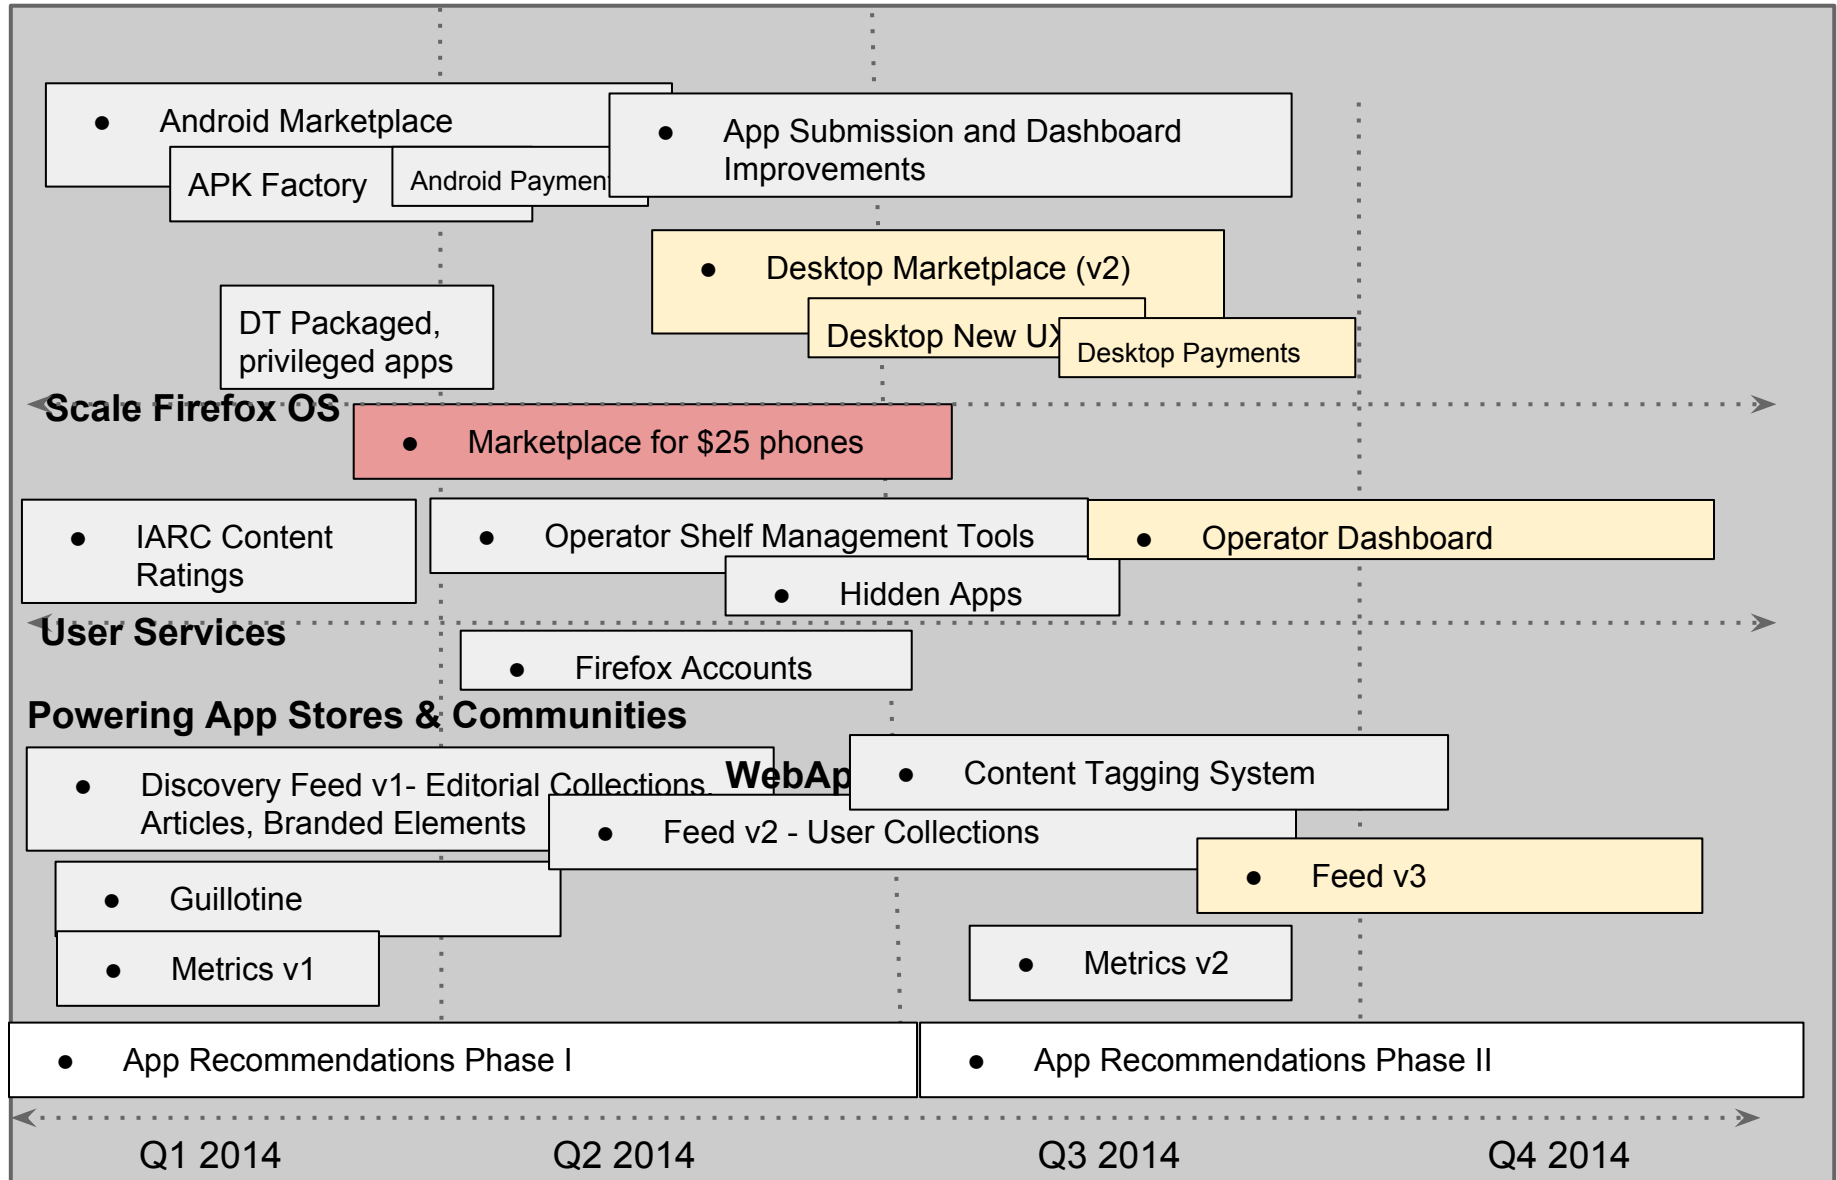 ● Android Marketplace
APK Factory
Android Paymen
● App Submission and Dashboard
Improvements
● Desktop Marketplace (v2)
Desktop New UX
Desktop Payments
DT Packaged,
privileged apps
Scale Firefox OS
● Marketplace for $25 phones
● IARC Content
Ratings
● Operator Shelf Management Tools
● Operator Dashboard
● Hidden Apps
User Services
● Firefox Accounts
Powering App Stores & Communities
● Discovery Feed v1- Editorial Collections,
Articles, Branded Elements
WebAp
● Content Tagging System
● Feed v2 - User Collections
● Feed v3
● Guillotine
● Metrics v1
● Metrics v2
● App Recommendations Phase I
● App Recommendations Phase II
Q1 2014
Q2 2014
Q3 2014
Q4 2014